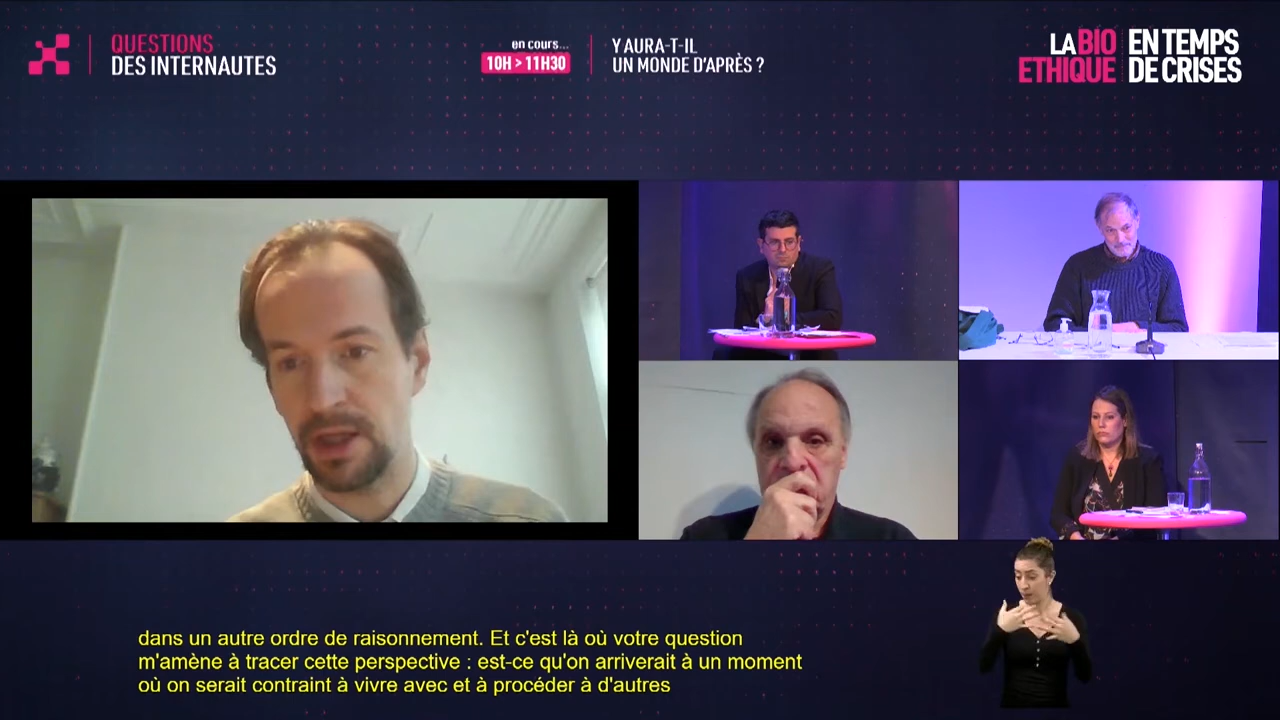 QUESTIONS
DES INTERNAUTES
en cours...
10H > 11H30
Y AURA-T-IL
UN MONDE D'APRÈS ?
LA BIO
ETHIQUE
EN TEMPS
DE CRISES
dans un autre ordre de raisonnement. Et c'est là où votre question
m'amène à tracer cette perspective : est-ce qu'on arriverait à un moment
où on serait contraint à vivre avec et à procéder à d'autres